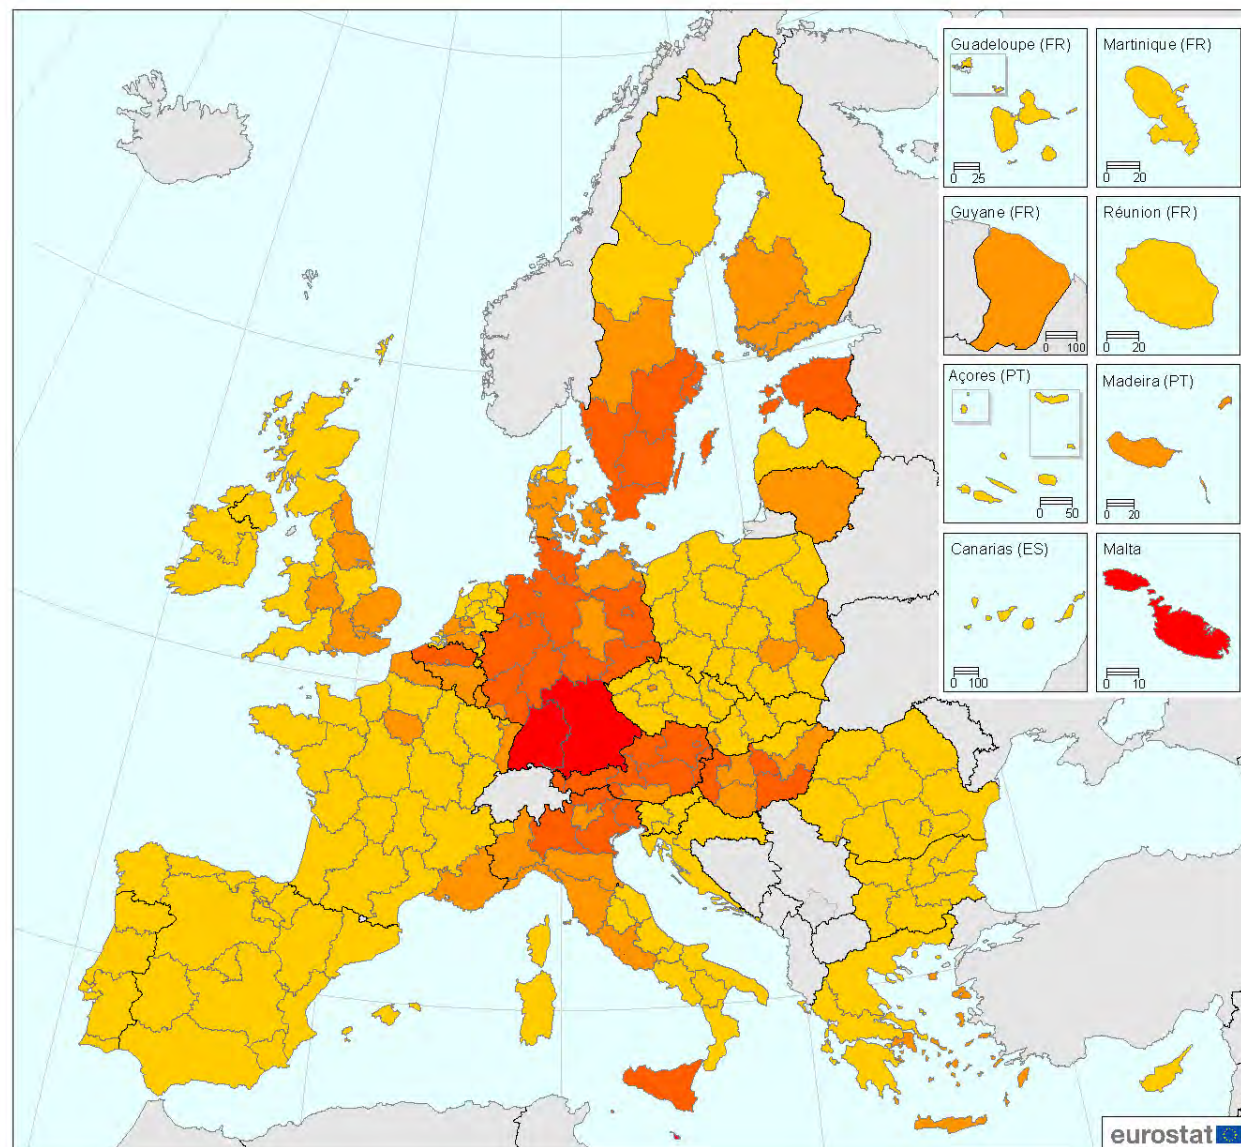 Guadeloupe (FR)
0 25
Martinique (FR)
0 20
Guyane (FR)
0 100
Réunion (FR)
0 20
Açores (PT)
0 50
Madeira (PT)
0 20
Canarias (ES)
0 100
Malta
0 10
eurostat